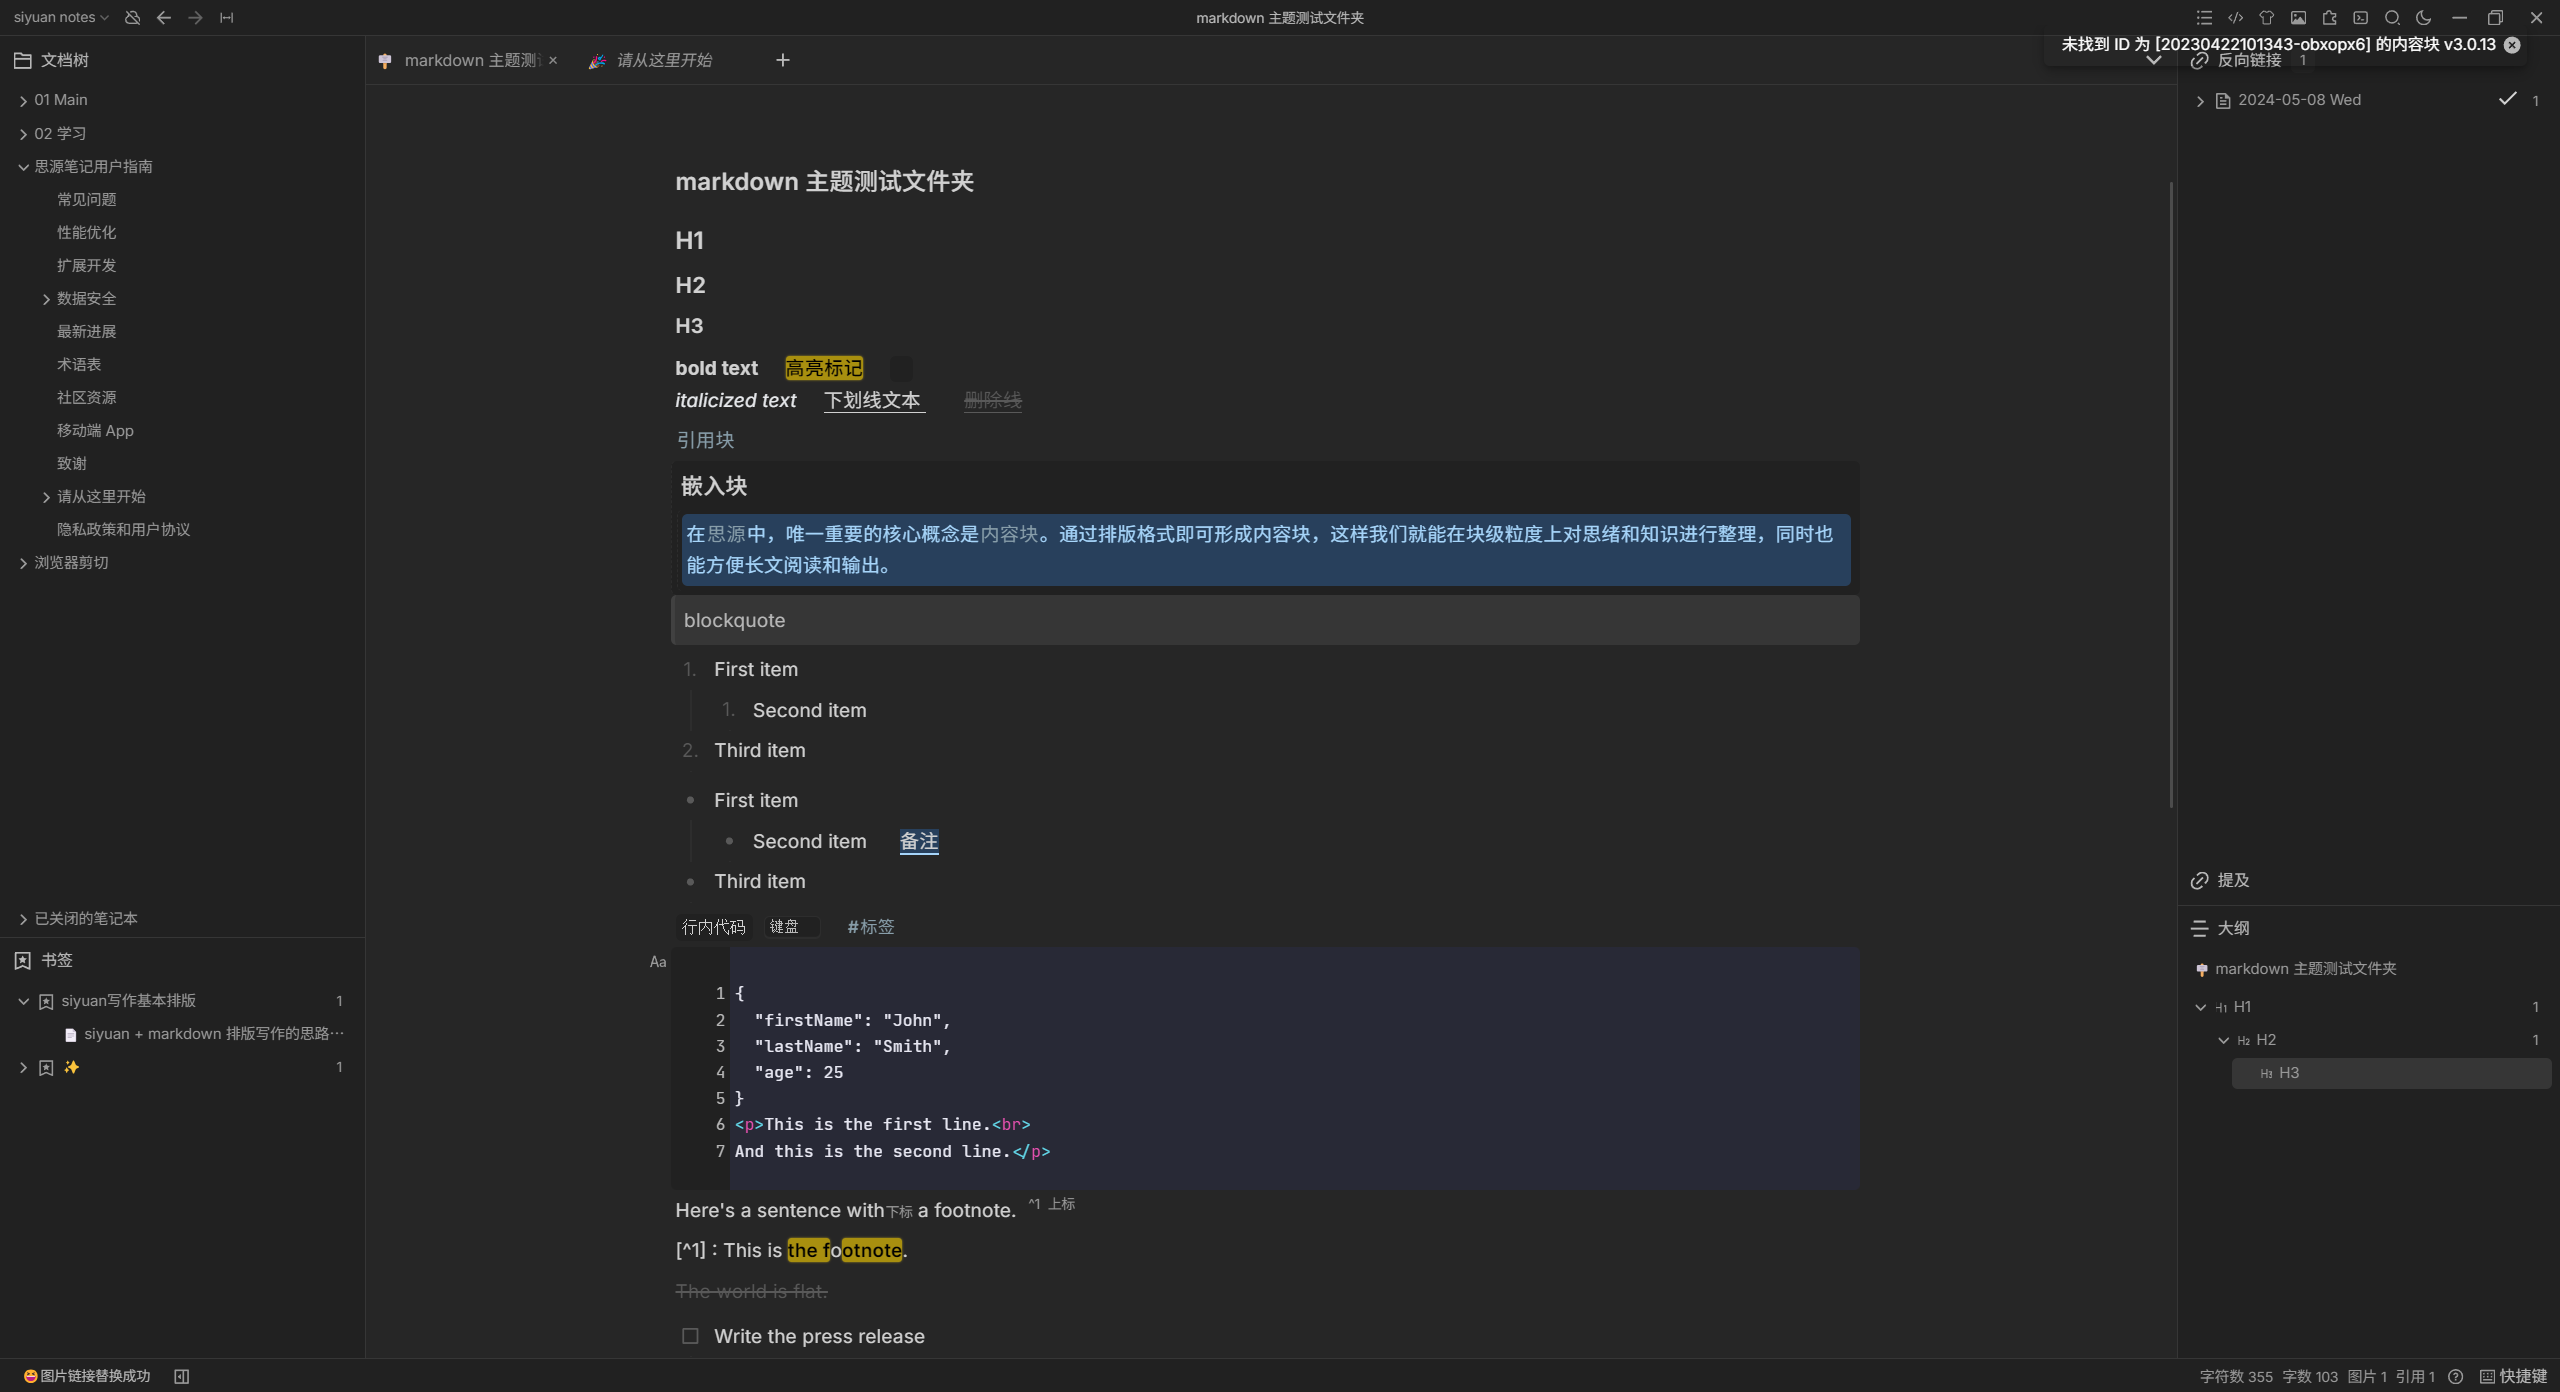 siyuan notes
markdown 主题测试文件夹
未找到 ID 为 [20230422101343-obxopx6] 的内容块 v3.0.13
文档树
01 Main
02 学习
思源笔记用户指南
常见问题
性能优化
扩展开发
数据安全
最新进展
术语表
社区资源
移动端 App
致谢
请从这里开始
隐私政策和用户协议
浏览器剪切
已关闭的笔记本
书签
siyuan写作基本排版 1
siyuan + markdown 排版写作的思路…
✨ 1
markdown 主题测
请从这里开始
markdown 主题测试文件夹
H1
H2
H3
bold text 高亮标记
italicized text 下划线文本 删除线
引用块
嵌入块
在思源中，唯一重要的核心概念是内容块。通过排版格式即可形成内容块，这样我们就能在块级粒度上对思绪和知识进行整理，同时也
能方便长文阅读和输出。
blockquote
1. First item
1. Second item
2. Third item
• First item
• Second item 备注
• Third item
行内代码 键盘 #标签
Aa
1 {
2 "firstName": "John",
3 "lastName": "Smith",
4 "age": 25
5 }
6 <p>This is the first line.<br>
7 And this is the second line.</p>
Here's a sentence with下标 a footnote. ^1 上标
[^1]：This is the footnote.
The world is flat.
Write the press release
反向链接 1
2024-05-08 Wed 1
提及
大纲
markdown 主题测试文件夹
H1 H1 1
H2 H2 1
H3 H3
😄图片链接替换成功
字符数 355 字数 103 图片 1 引用 1 快捷键